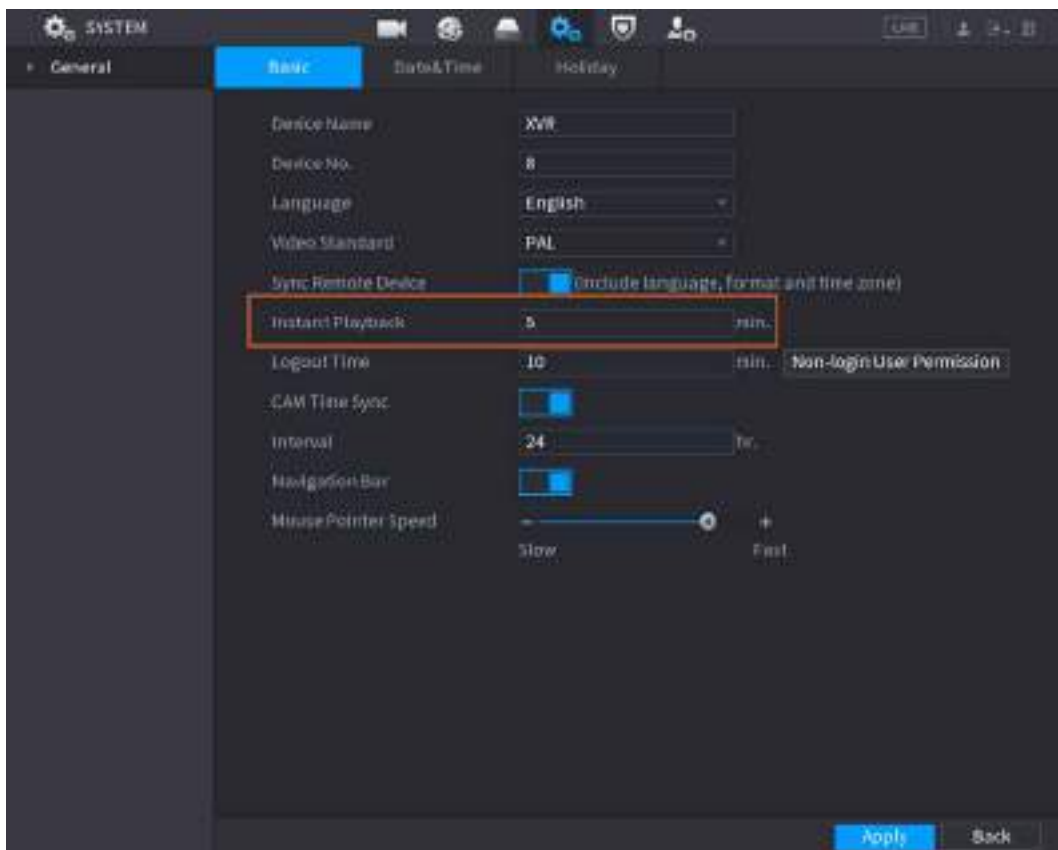 SYSTEM
LIVE
General
Basic Date&Time Holiday
Device Name XVR
Device No. 8
Language English
Video Standard PAL
Sync Remote Device (include language, format and time zone)
Instant Playback 5 min.
Logout Time 10 min. Non-login User Permission
CAM Time Sync
Interval 24 hr.
Navigation Bar
Mouse Pointer Speed - +
Slow Fast
Apply Back